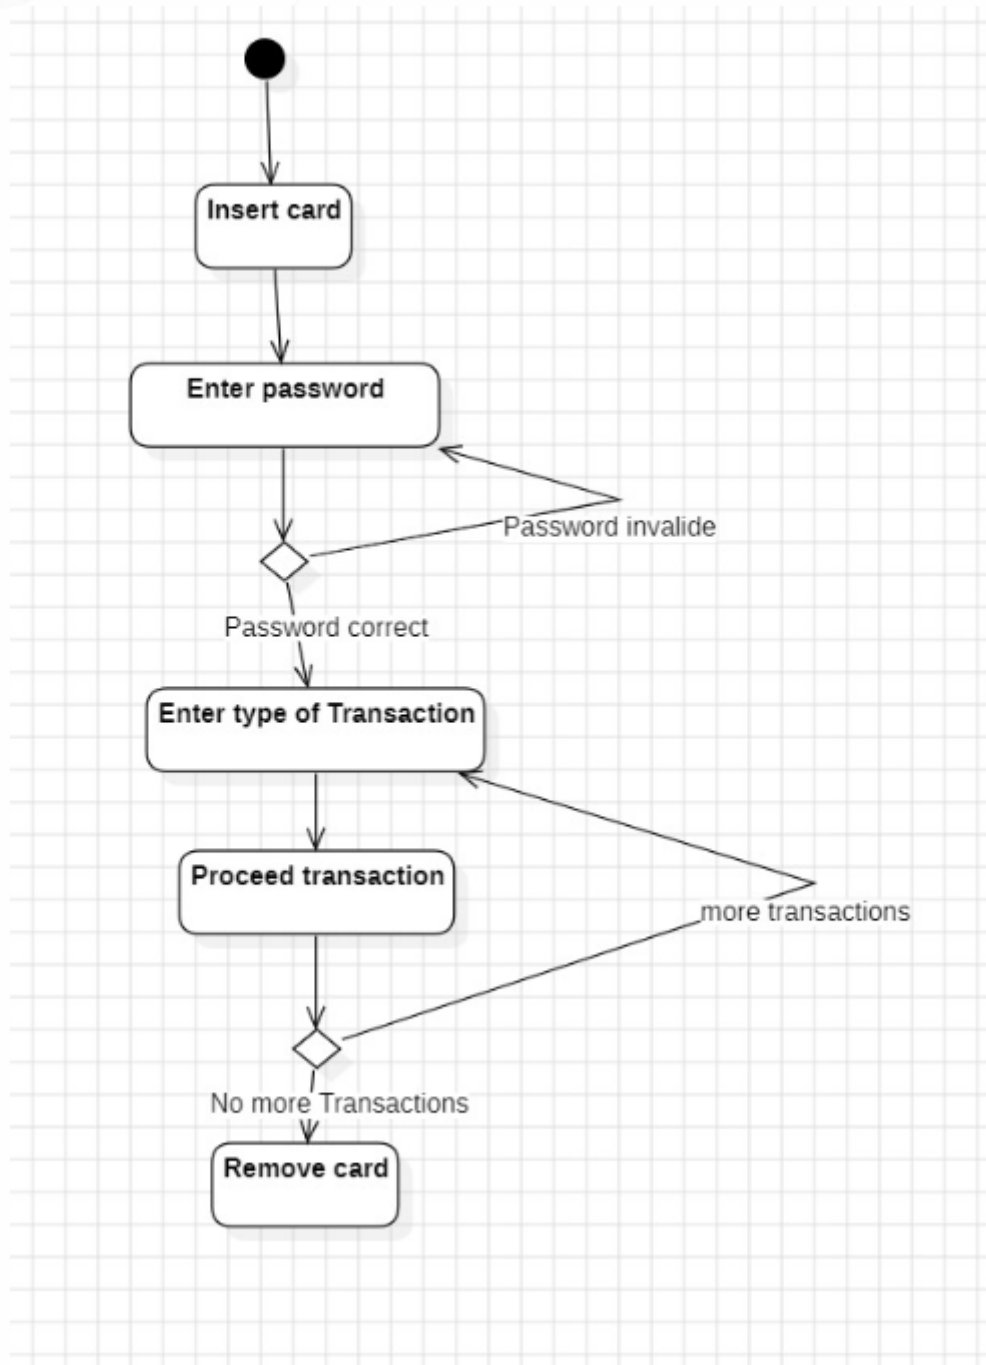 Insert card
Enter password
Password invalide
Password correct
Enter type of Transaction
Proceed transaction
more transactions
No more Transactions
Remove card